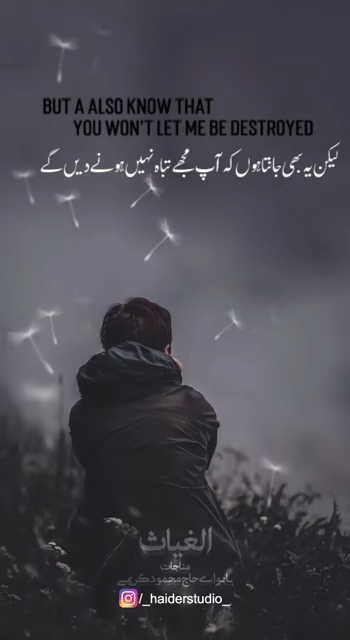 BUT A ALSO KNOW THAT
YOU WON'T LET ME BE DESTROYED
لیکن یہ بھی جانتا ہوں کہ آپ مجھے تباہ نہیں ہونے دیں گے
الغیاث
مناجات
/_haiderstudio_